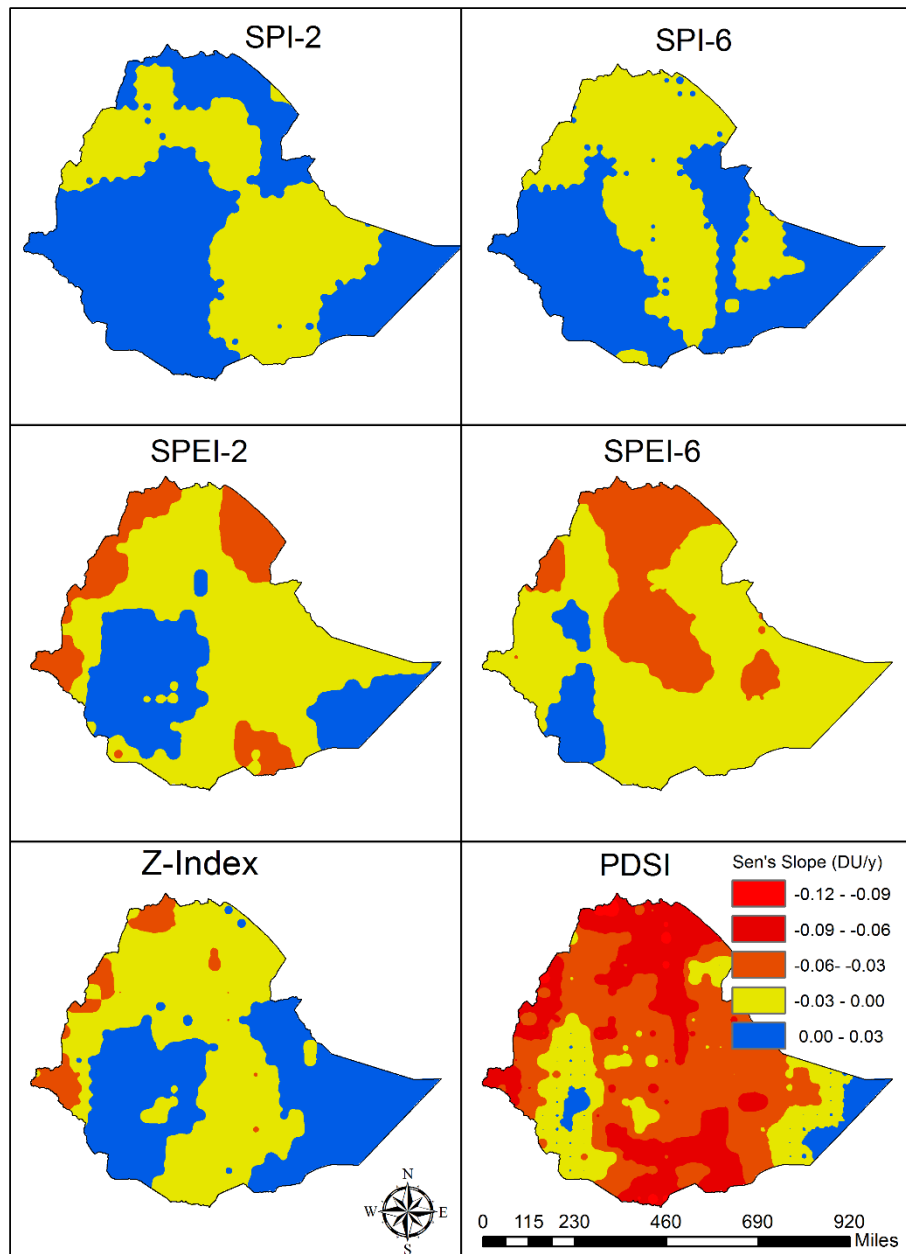 SPI-2
SPI-6
SPEI-2
SPEI-6
Z-Index
PDSI
Sen's Slope (DU/y)
-0.12 - -0.09
-0.09 - -0.06
-0.06- -0.03
-0.03 - 0.00
0.00 - 0.03
N
W E
S
0 115 230 460 690 920
Miles